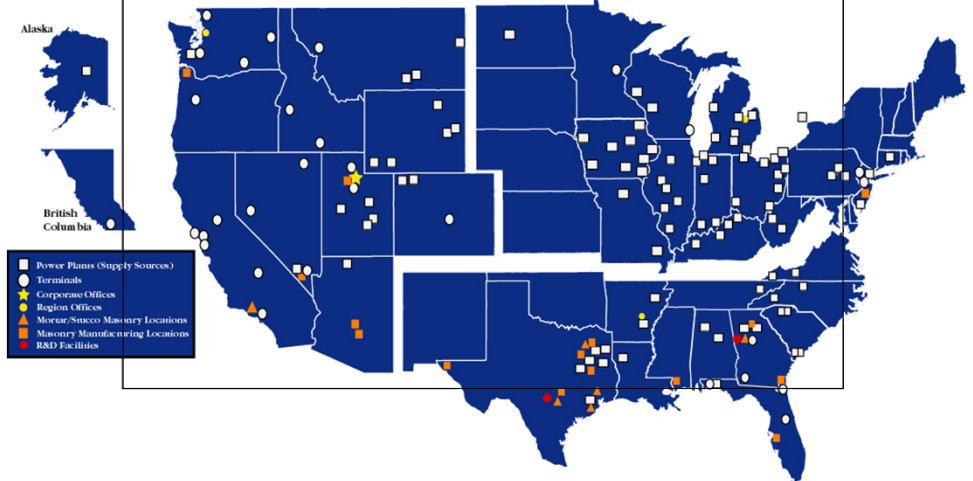 Alaska
British
Columbia
Power Plants (Supply Sources)
Terminals
Corporate Offices
Region Offices
Mortar/Stucco Masonry Locations
Masonry Manufacturing Locations
R&D Facilities